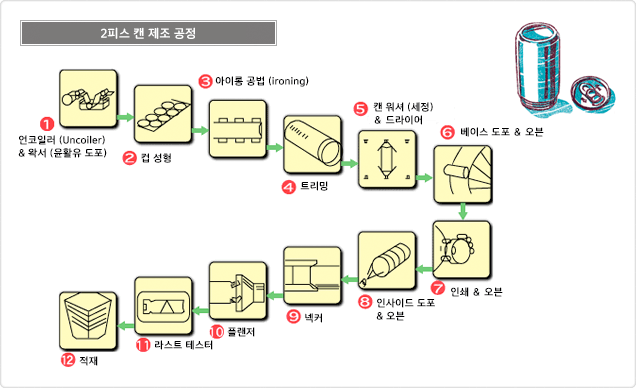 2피스 캔 제조 공정
1 언코일러 (Uncoiler)
& 왁서 (윤활유 도포)
2 컵 성형
3 아이롱 공법 (ironing)
4 트리밍
5 캔 워셔 (세정)
& 드라이어
6 베이스 도포 & 오븐
7 인쇄 & 오븐
8 인사이드 도포
& 오븐
9 넥커
10 플랜저
11 라스트 테스터
12 적재